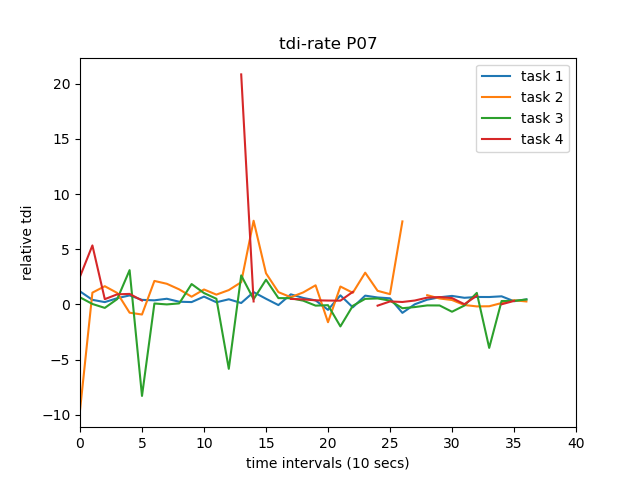 tdi-rate P07
task 1
task 2
task 3
task 4
relative tdi
20
15
10
5
0
−5
−10
0 5 10 15 20 25 30 35 40
time intervals (10 secs)